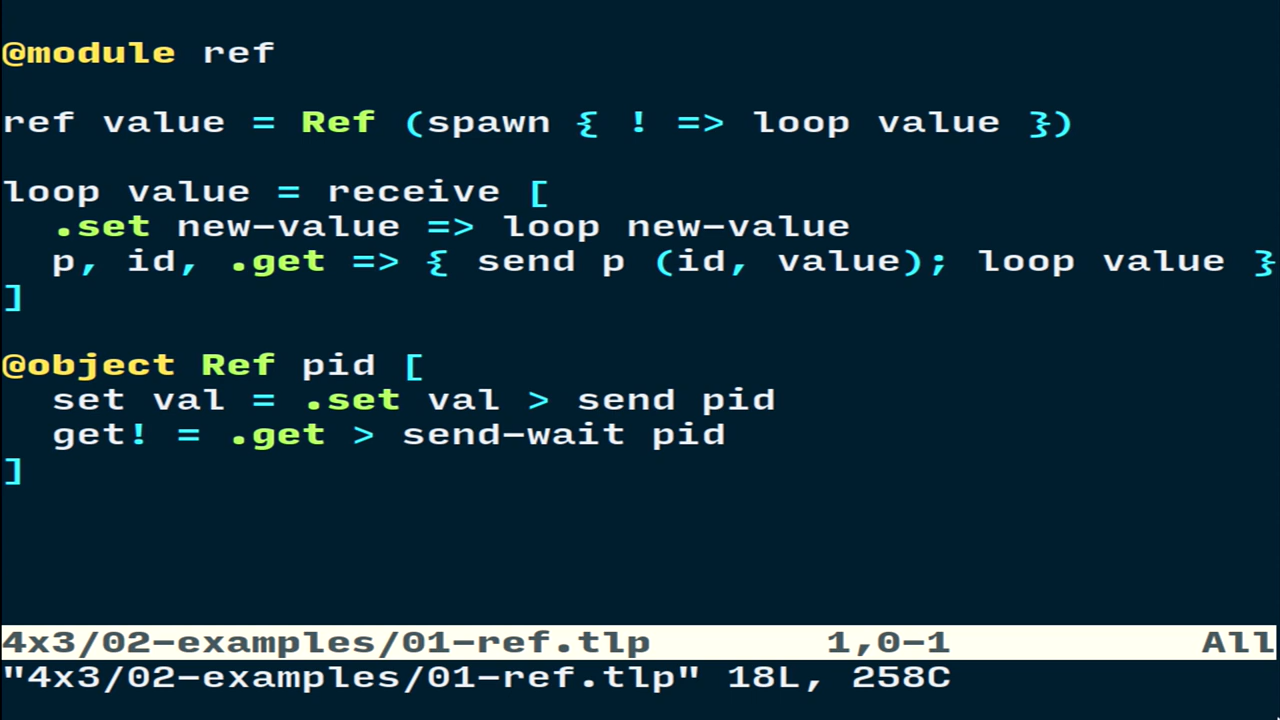 @module ref
ref value = Ref (spawn { ! => loop value })
loop value = receive [
  .set new-value => loop new-value
  p, id, .get => { send p (id, value); loop value }
]
@object Ref pid [
  set val = .set val > send pid
  get! = .get > send-wait pid
]
4x3/02-examples/01-ref.tlp 1,0-1 All
"4x3/02-examples/01-ref.tlp" 18L, 258C